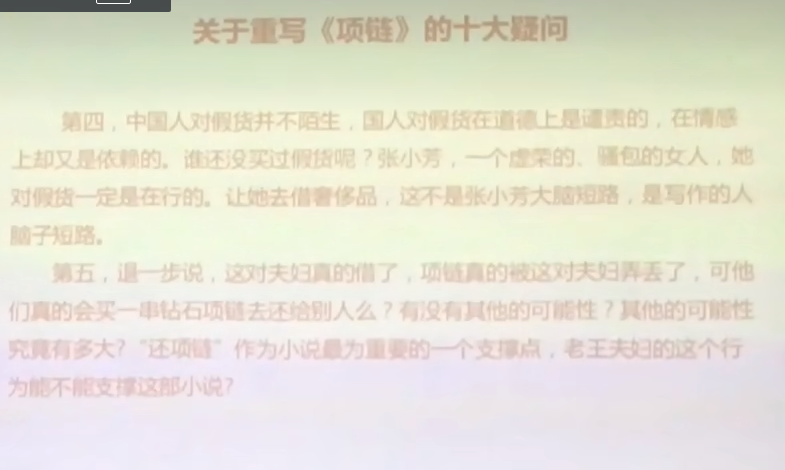 关于重写《项链》的十大疑问
第四，中国人对假货并不陌生，国人对假货在道德上是谴责的，在情感
上却又是依赖的。谁还没买过假货呢？张小芳，一个虚荣的、骚包的女人，她
对假货一定是在行的。让她去借奢侈品，这不是张小芳大脑短路，是写作的人
脑子短路。
第五，退一步说，这对夫妇真的借了，项链真的被这对夫妇弄丢了，可他
们真的会买一串钻石项链去还给别人么？有没有其他的可能性？其他的可能性
究竟有多大？“还项链”作为小说最为重要的一个支撑点，老王夫妇的这个行
为能不能支撑这部小说？